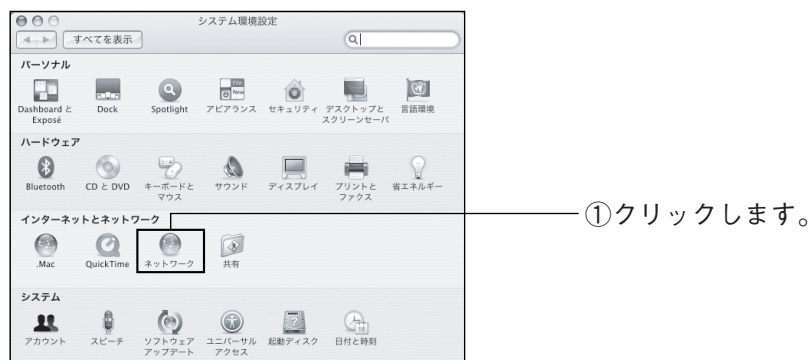 システム環境設定
すべてを表示
パーソナル
Dashboard と Exposé
Dock
Spotlight
File
New
アピアランス
セキュリティ
デスクトップと スクリーンセーバ
言語環境
ハードウェア
Bluetooth
CD と DVD
キーボードと マウス
サウンド
ディスプレイ
プリントと ファクス
省エネルギー
インターネットとネットワーク
.Mac
QuickTime
ネットワーク
共有
①クリックします。
システム
アカウント
スピーチ
ソフトウェア アップデート
ユニバーサル アクセス
起動ディスク
18
日付と時刻